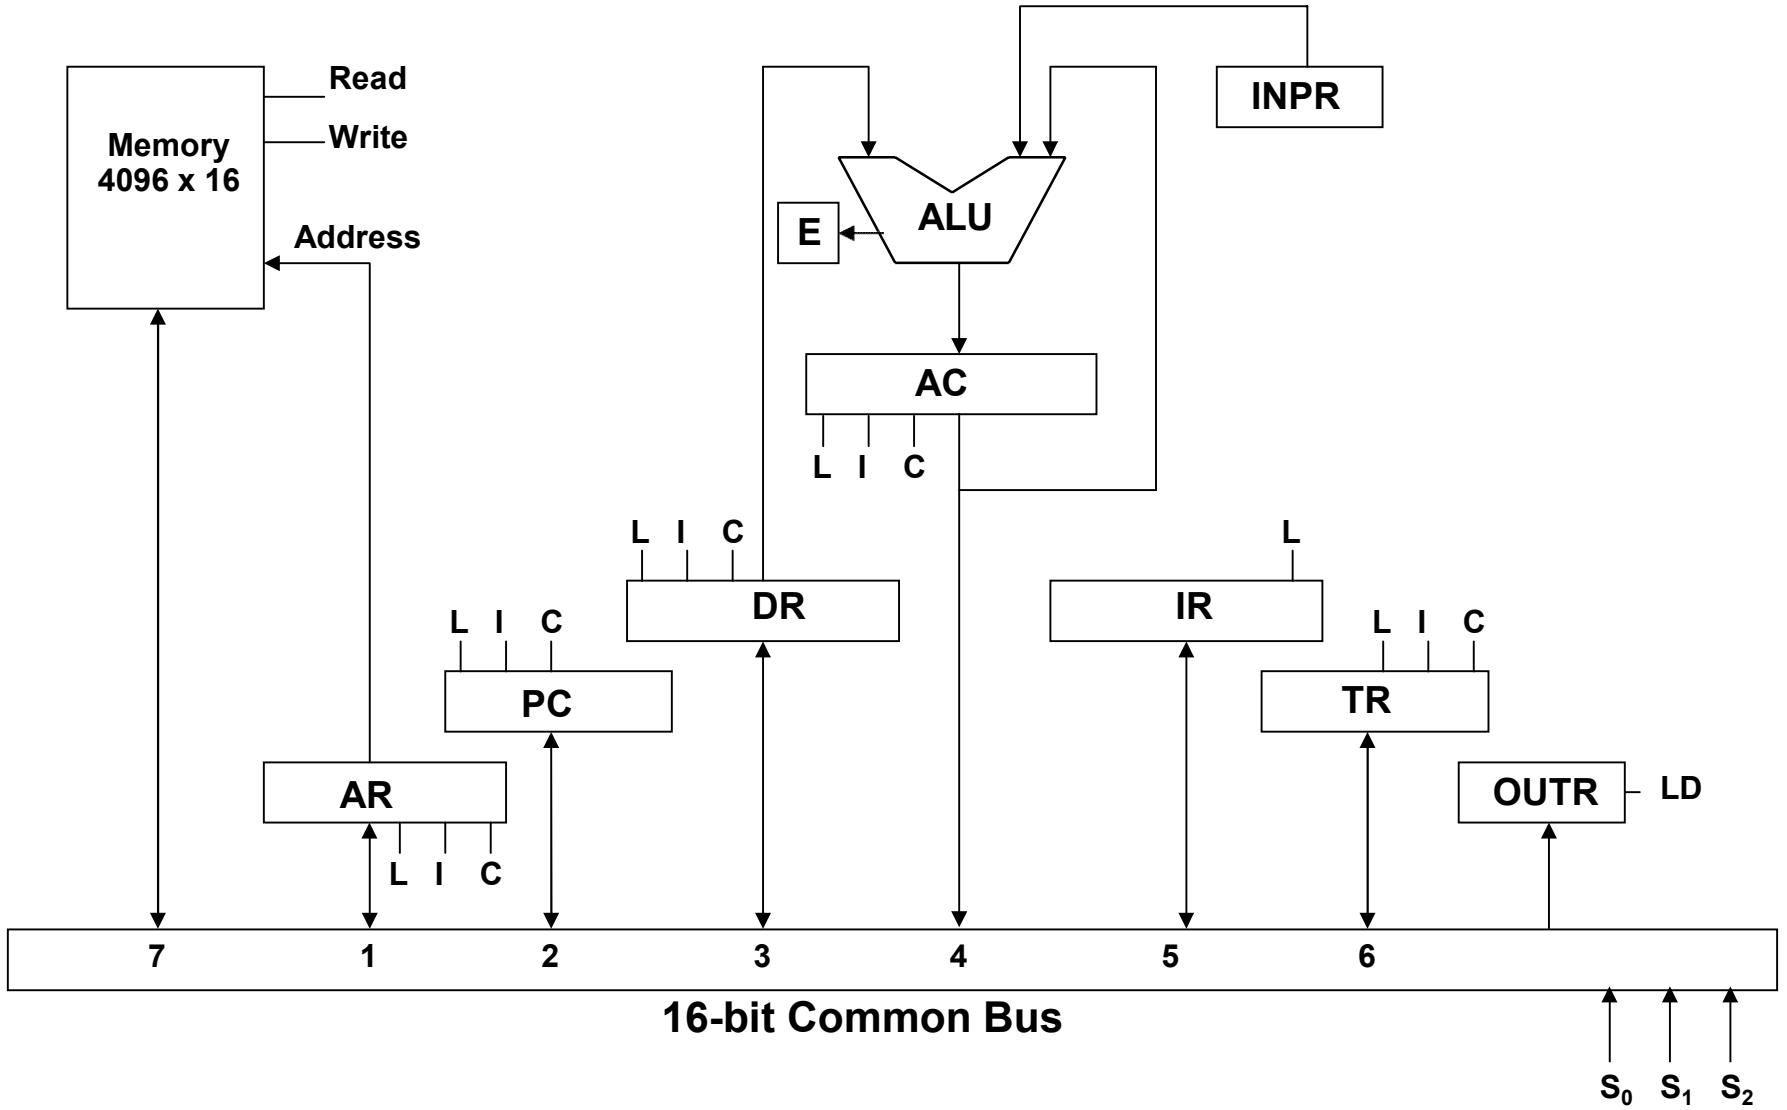 Read
INPR
Write
Memory
4096 x 16
ALU
E
Address
AC
L I C
L I C
L
DR
IR
L I C
L I C
PC
TR
AR
OUTR
LD
L I C
7 1 2 3 4 5 6
16-bit Common Bus
S₀ S₁ S₂